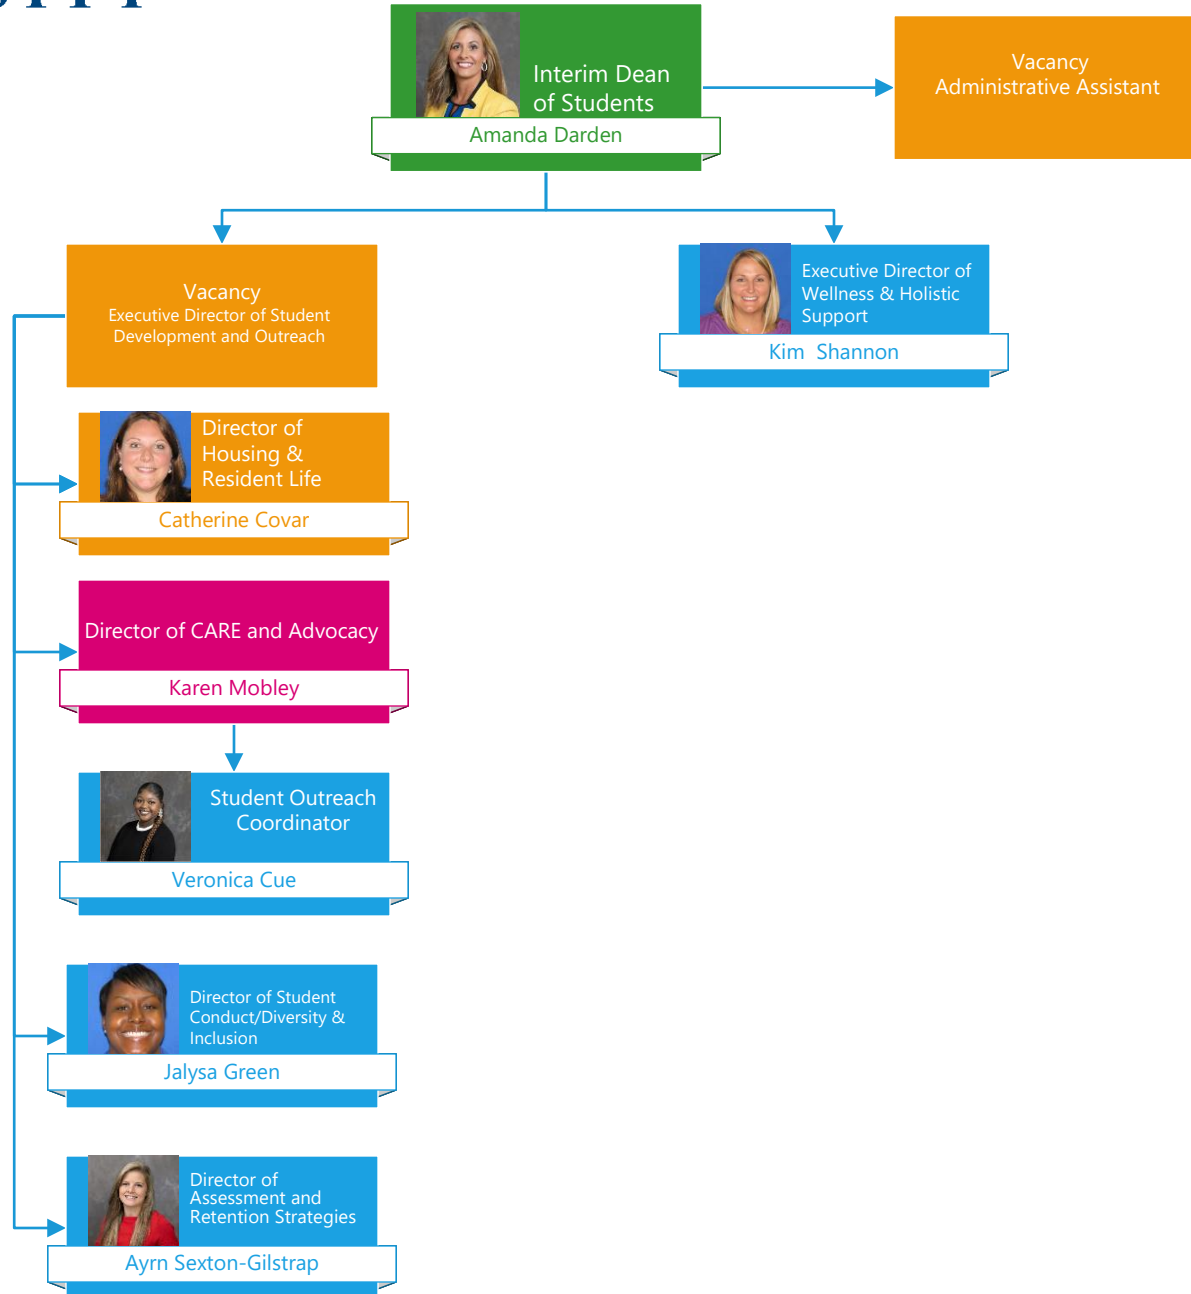 Interim Dean
of Students
Amanda Darden
Vacancy
Administrative Assistant
Vacancy
Executive Director of Student
Development and Outreach
Executive Director of
Wellness & Holistic
Support
Kim  Shannon
Director of
Housing &
Resident Life
Catherine Covar
Director of CARE and Advocacy
Karen Mobley
Student Outreach
Coordinator
Veronica Cue
Director of Student
Conduct/Diversity &
Inclusion
Jalysa Green
Director of
Assessment and
Retention Strategies
Ayrn Sexton-Gilstrap